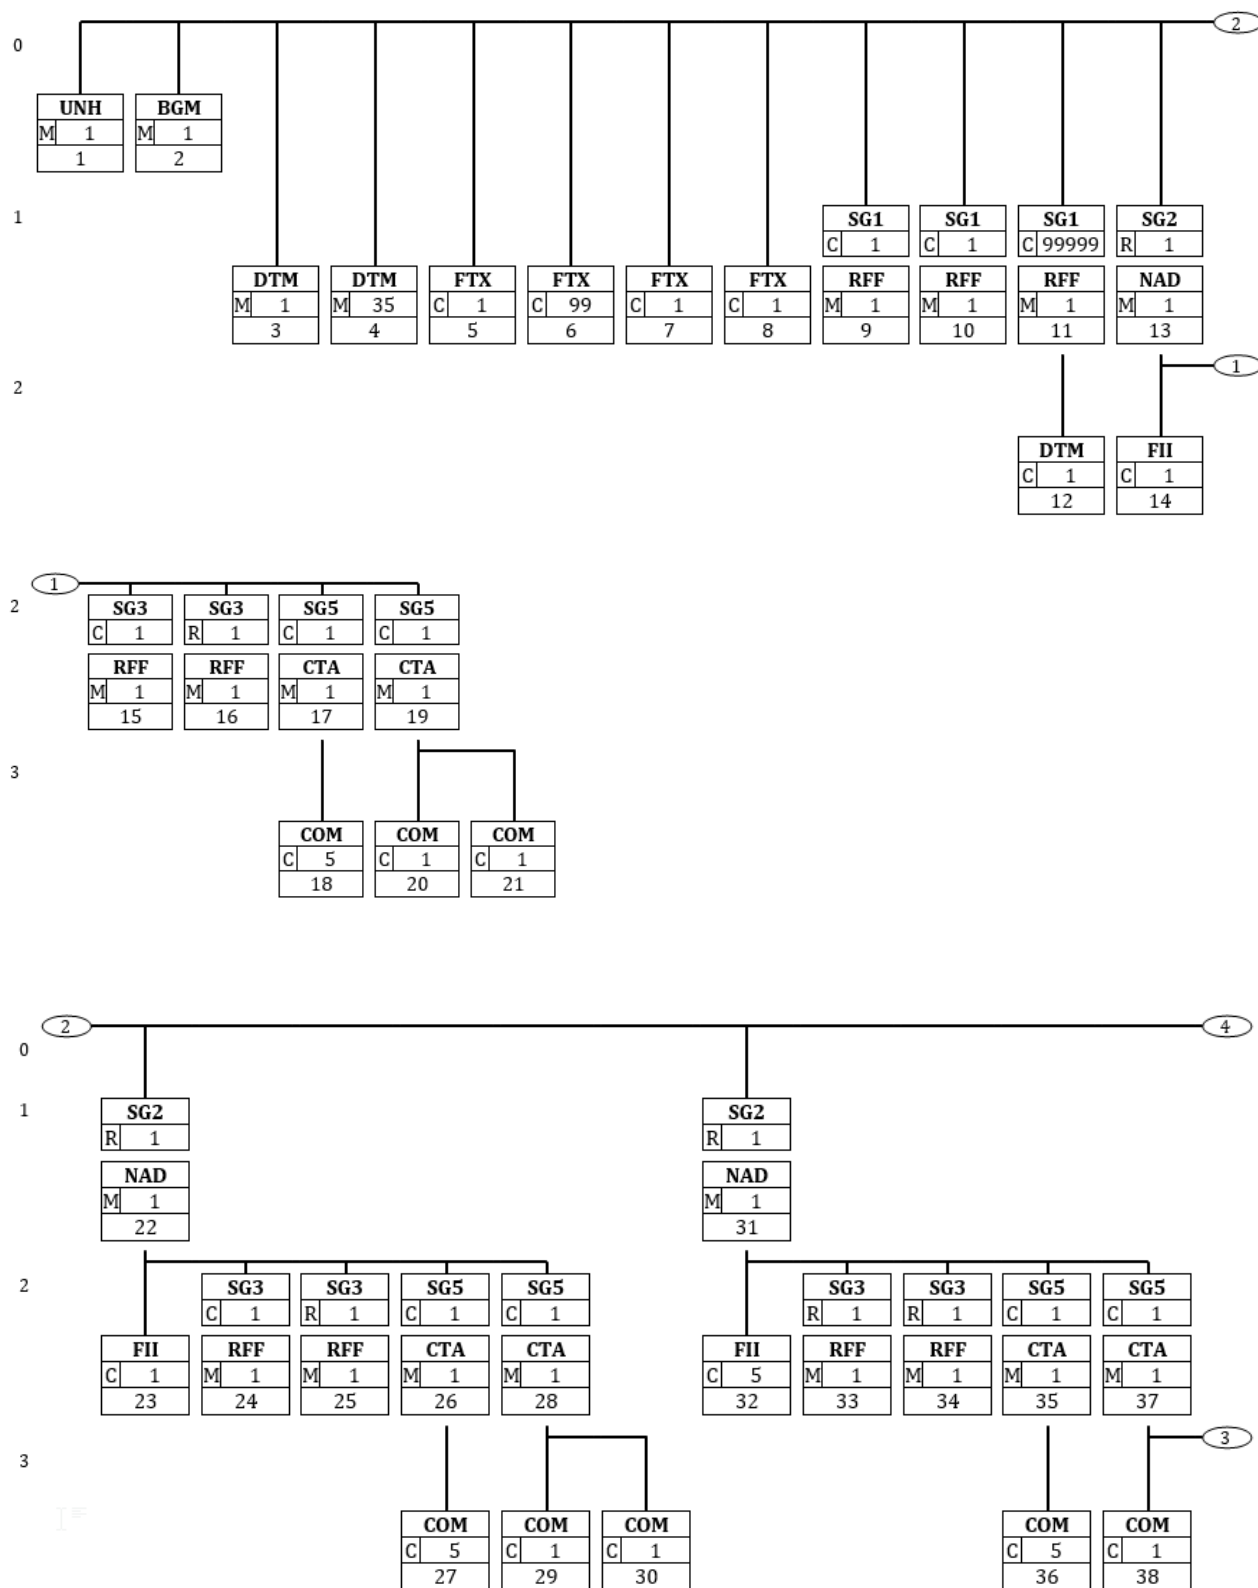 2
0
UNH BGM
M 1 M 1
1 2
1
SG1 SG1 SG1 SG2
C 1 C 1 C 99999 R 1
DTM DTM FTX FTX FTX FTX RFF RFF RFF NAD
M 1 M 35 C 1 C 99 C 1 C 1 M 1 M 1 M 1 M 1
3 4 5 6 7 8 9 10 11 13
1
2
DTM FII
C 1 C 1
12 14
1
2
SG3 SG3 SG5 SG5
C 1 R 1 C 1 C 1
RFF RFF CTA CTA
M 1 M 1 M 1 M 1
15 16 17 19
3
COM COM COM
C 5 C 1 C 1
18 20 21
2 4
0
1
SG2 SG2
R 1 R 1
NAD NAD
M 1 M 1
22 31
2
SG3 SG3 SG5 SG5 SG3 SG3 SG5 SG5
C 1 R 1 C 1 C 1 R 1 R 1 C 1 C 1
FII RFF RFF CTA CTA FII RFF RFF CTA CTA
C 1 M 1 M 1 M 1 M 1 C 5 M 1 M 1 M 1 M 1
23 24 25 26 28 32 33 34 35 37
3
3
COM COM COM COM COM
C 5 C 1 C 1 C 5 C 1
27 29 30 36 38